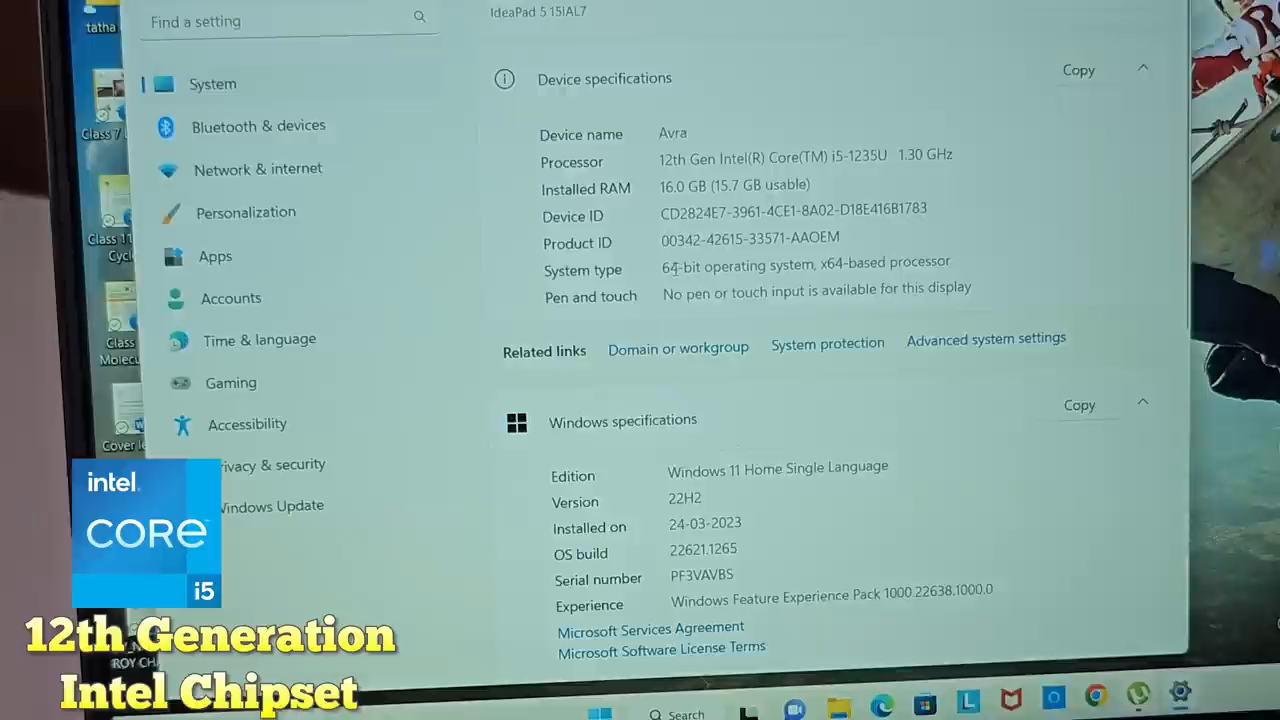 tatha
Find a setting
IdeaPad 5 15IAL7
System
Bluetooth & devices
Network & internet
Personalization
Apps
Accounts
Time & language
Gaming
Accessibility
rivacy & security
Windows Update
Device specifications
Copy
Device name Avra
Processor 12th Gen Intel(R) Core(TM) i5-1235U 1.30 GHz
Installed RAM 16.0 GB (15.7 GB usable)
Device ID CD2824E7-3961-4CE1-8A02-D18E416B1783
Product ID 00342-42615-33571-AAOEM
System type 64-bit operating system, x64-based processor
Pen and touch No pen or touch input is available for this display
Related links Domain or workgroup System protection Advanced system settings
Windows specifications
Copy
Edition Windows 11 Home Single Language
Version 22H2
Installed on 24-03-2023
OS build 22621.1265
Serial number PF3VAVBS
Experience Windows Feature Experience Pack 1000.22638.1000.0
Microsoft Services Agreement
Microsoft Software License Terms
Class 7
Class 11
Cycl
Class
Molecu
Cover le
intel
CORE
i5
12th Generation
Intel Chipset
ROY CH
Search